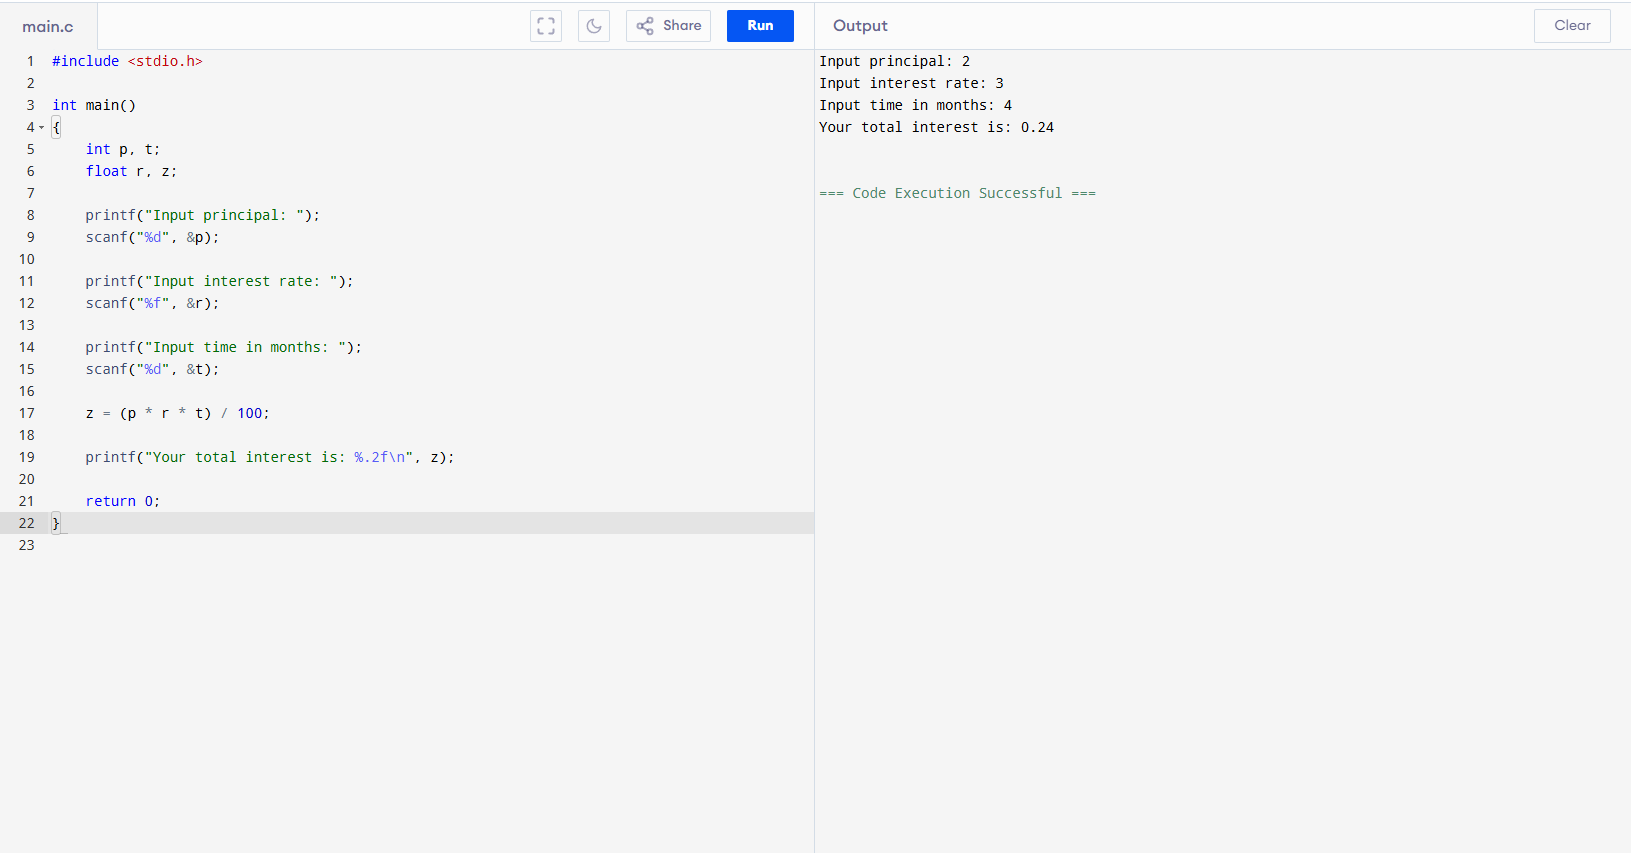 main.c
Share
Run
Output
Clear
1 #include <stdio.h>
2
3 int main()
4 {
5     int p, t;
6     float r, z;
7
8     printf("Input principal: ");
9     scanf("%d", &p);
10
11     printf("Input interest rate: ");
12     scanf("%f", &r);
13
14     printf("Input time in months: ");
15     scanf("%d", &t);
16
17     z = (p * r * t) / 100;
18
19     printf("Your total interest is: %.2f\n", z);
20
21     return 0;
22 }
23
Input principal: 2
Input interest rate: 3
Input time in months: 4
Your total interest is: 0.24
=== Code Execution Successful ===